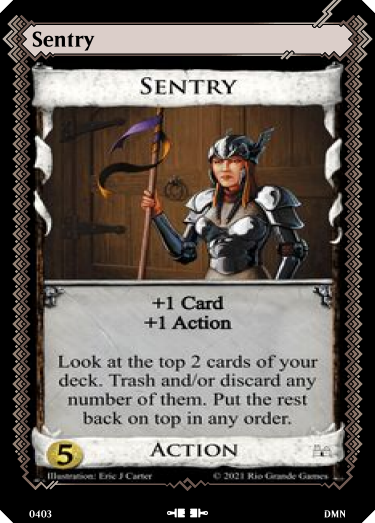 Sentry
SENTRY
+1 Card
+1 Action
Look at the top 2 cards of your
deck. Trash and/or discard any
number of them. Put the rest
back on top in any order.
5
ACTION
Illustration: Eric J Carter
© 2021 Rio Grande Games
0403
DMN